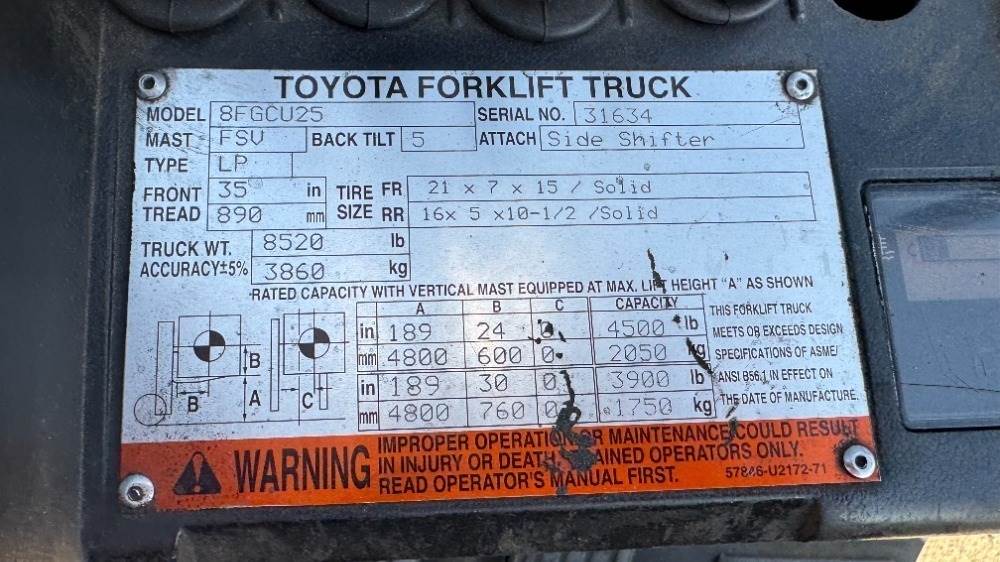 TOYOTA FORKLIFT TRUCK
MODEL 8FGCU25 SERIAL NO. 31634
MAST FSV BACK TILT 5 ATTACH Side Shifter
TYPE LP
FRONT TREAD 35 in 890 mm
TIRE SIZE FR 21 x 7 x 15 / Solid
RR 16x 5 x10-1/2 /Solid
TRUCK WT. ACCURACY±5% 8520 lb
3860 kg
RATED CAPACITY WITH VERTICAL MAST EQUIPPED AT MAX. LIFT HEIGHT "A" AS SHOWN
A B C CAPACITY
in 189 24 0 4500 lb
mm 4800 600 0 2050 kg
in 189 30 0 3900 lb
mm 4800 760 0 1750 kg
B B A C
THIS FORKLIFT TRUCK
MEETS OR EXCEEDS DESIGN
SPECIFICATIONS OF ASME/
ANSI B56.1 IN EFFECT ON
THE DATE OF MANUFACTURE.
WARNING
IMPROPER OPERATION OR MAINTENANCE COULD RESULT
IN INJURY OR DEATH. TRAINED OPERATORS ONLY.
READ OPERATOR'S MANUAL FIRST.
57846-U2172-71